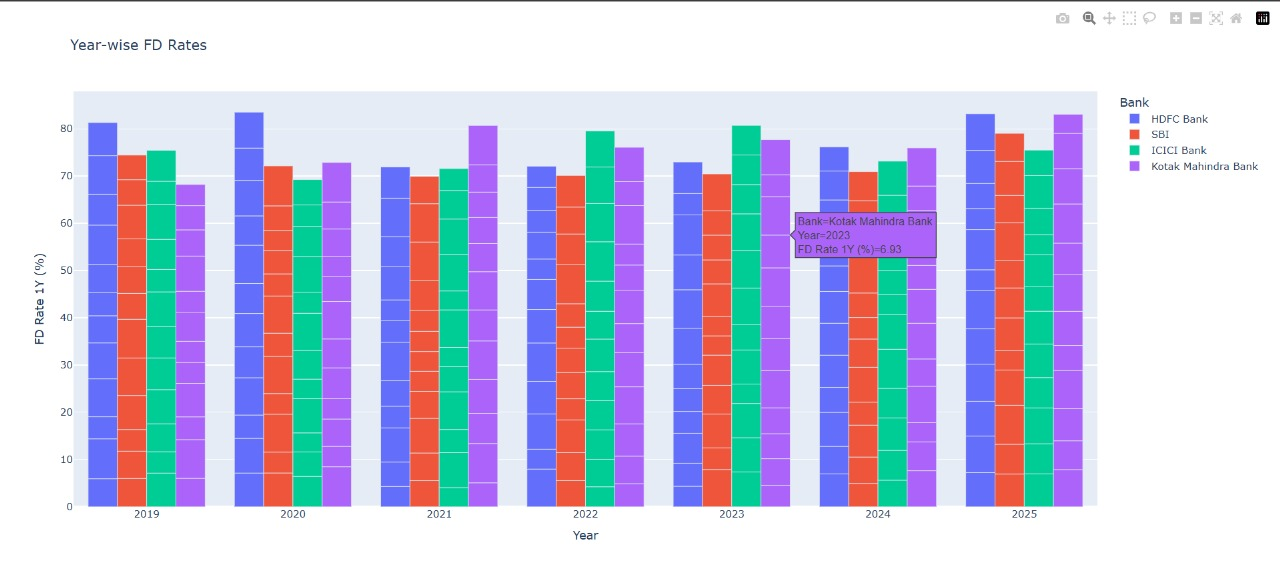 Year-wise FD Rates
Bank
HDFC Bank
SBI
ICICI Bank
Kotak Mahindra Bank
FD Rate 1Y (%)
80
70
60
50
40
30
20
10
0
Bank=Kotak Mahindra Bank
Year=2023
FD Rate 1Y (%)=6.93
2019 2020 2021 2022 2023 2024 2025
Year